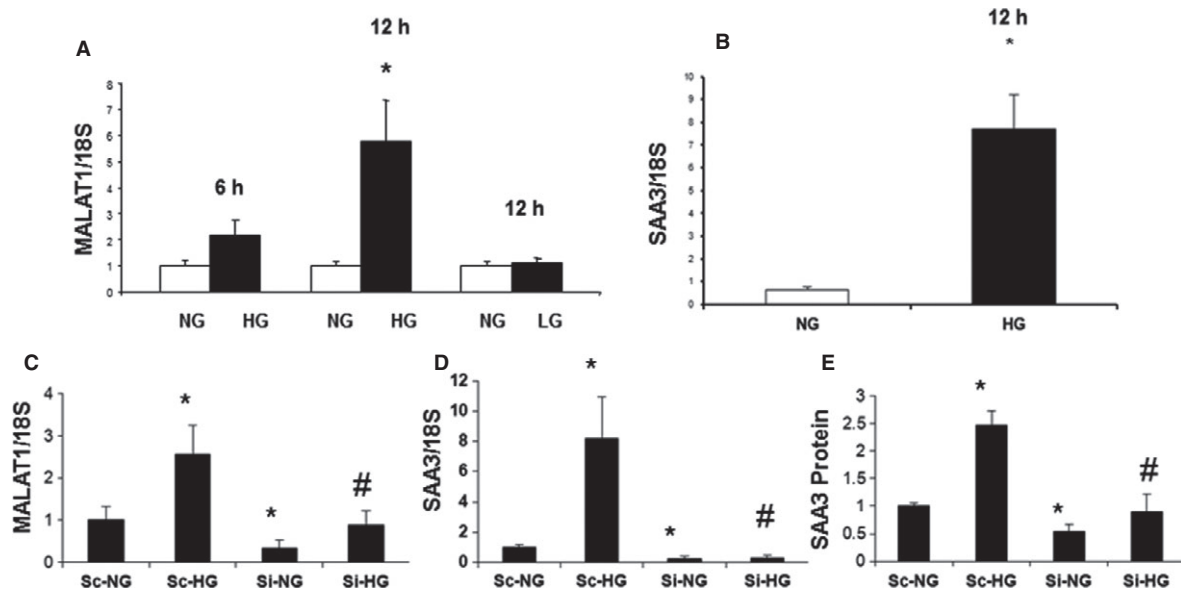 A
12 h
*
MALAT1/18S
8
7
6
5
4
3
2
1
0
6 h
12 h
NG HG NG HG NG LG
B
12 h
*
SAA3/18S
10
9
8
7
6
5
4
3
2
1
0
NG HG
C
MALAT1/18S
4
3
2
1
0
*
*
#
Sc-NG Sc-HG Si-NG Si-HG
D
SAA3/18S
12
10
8
6
4
2
0
*
*
#
Sc-NG Sc-HG Si-NG Si-HG
E
SAA3 Protein
3
2.5
2
1.5
1
0.5
0
*
*
#
Sc-NG Sc-HG Si-NG Si-HG